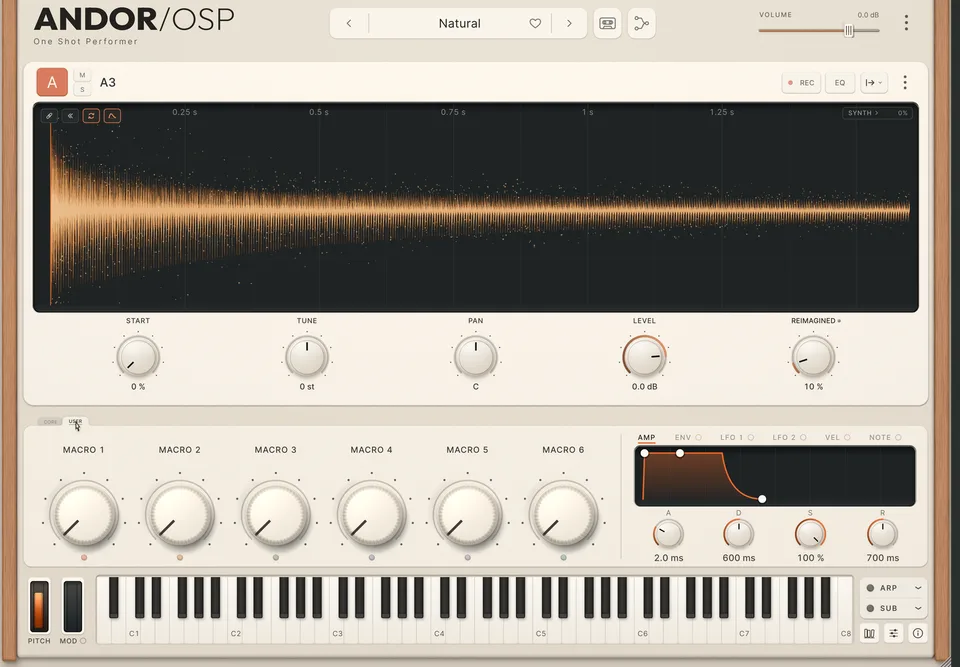 ANDOR/OSP
One Shot Performer
Natural
VOLUME 0.0 dB
A M S A3
REC EQ
0.25 s 0.5 s 0.75 s 1 s 1.25 s
SYNTH > 0%
START TUNE PAN LEVEL REIMAGINED
0 % 0 st C 0.0 dB 10 %
CORE USER
MACRO 1 MACRO 2 MACRO 3 MACRO 4 MACRO 5 MACRO 6
AMP ENV LFO 1 LFO 2 VEL NOTE
A D S R
2.0 ms 600 ms 100 % 700 ms
ARP
SUB
C1 C2 C3 C4 C5 C6 C7 C8
PITCH MOD